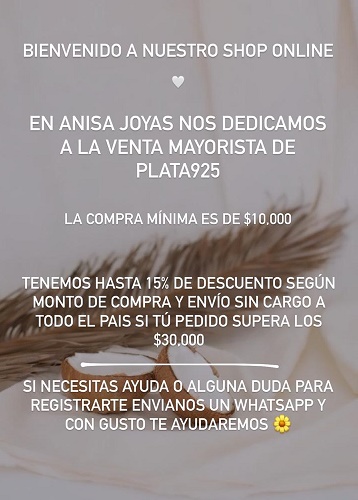 BIENVENIDO A NUESTRO SHOP ONLINE
🤍
EN ANISA JOYAS NOS DEDICAMOS
A LA VENTA MAYORISTA DE
PLATA925
LA COMPRA MÍNIMA ES DE $10,000
TENEMOS HASTA 15% DE DESCUENTO SEGÚN
MONTO DE COMPRA Y ENVÍO SIN CARGO A
TODO EL PAIS SI TÚ PEDIDO SUPERA LOS
$30,000
SI NECESITAS AYUDA O ALGUNA DUDA PARA
REGISTRARTE ENVIANOS UN WHATSAPP Y
CON GUSTO TE AYUDAREMOS 🌼